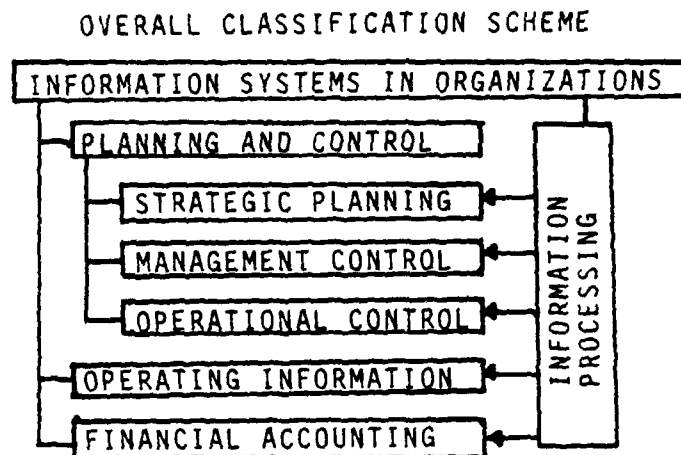 OVERALL CLASSIFICATION SCHEME
INFORMATION SYSTEMS IN ORGANIZATIONS
PLANNING AND CONTROL
STRATEGIC PLANNING
MANAGEMENT CONTROL
OPERATIONAL CONTROL
OPERATING INFORMATION
FINANCIAL ACCOUNTING
INFORMATION
PROCESSING